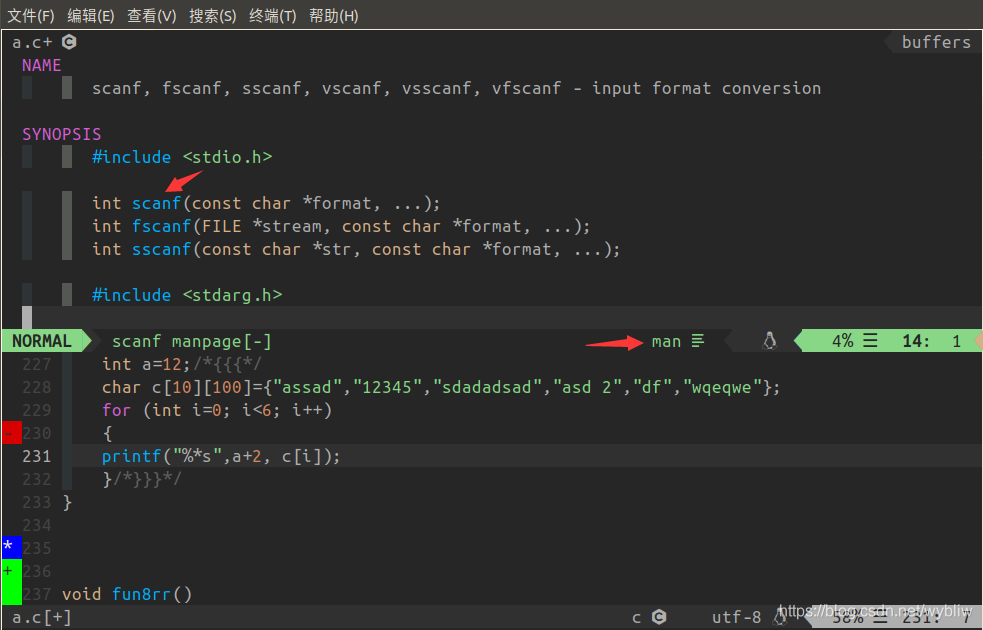 文件(F) 编辑(E) 查看(V) 搜索(S) 终端(T) 帮助(H)
a.c+ C buffers
NAME
scanf, fscanf, sscanf, vscanf, vsscanf, vfscanf - input format conversion
SYNOPSIS
#include <stdio.h>
int scanf(const char *format, ...);
int fscanf(FILE *stream, const char *format, ...);
int sscanf(const char *str, const char *format, ...);
#include <stdarg.h>
NORMAL scanf manpage[-] man 4% 14: 1
227 int a=12;/*{{{*/
228 char c[10][100]={"assad","12345","sdadadsad","asd 2","df","wqeqwe"};
229 for (int i=0; i<6; i++)
- 230 {
231 printf("%*s",a+2, c[i]);
232 }/*}}}*/
233 }
234
* 235
+ 236
237 void fun8rr()
a.c[+] c C utf-8 58% 231: 7
https://blog.csdn.net/wybliw